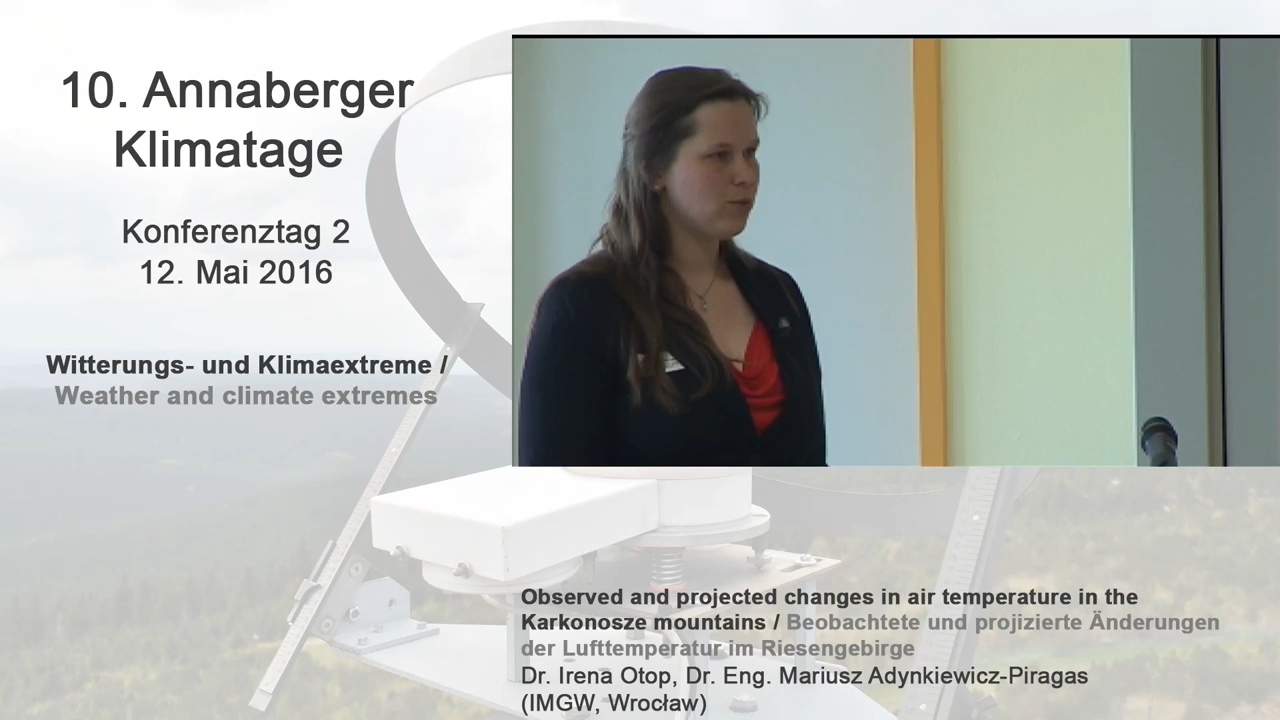 10. Annaberger
Klimatage
Konferenztag 2
12. Mai 2016
Witterungs- und Klimaextreme /
Weather and climate extremes
Observed and projected changes in air temperature in the
Karkonosze mountains / Beobachtete und projizierte Änderungen
der Lufttemperatur im Riesengebirge
Dr. Irena Otop, Dr. Eng. Mariusz Adynkiewicz-Piragas
(IMGW, Wrocław)